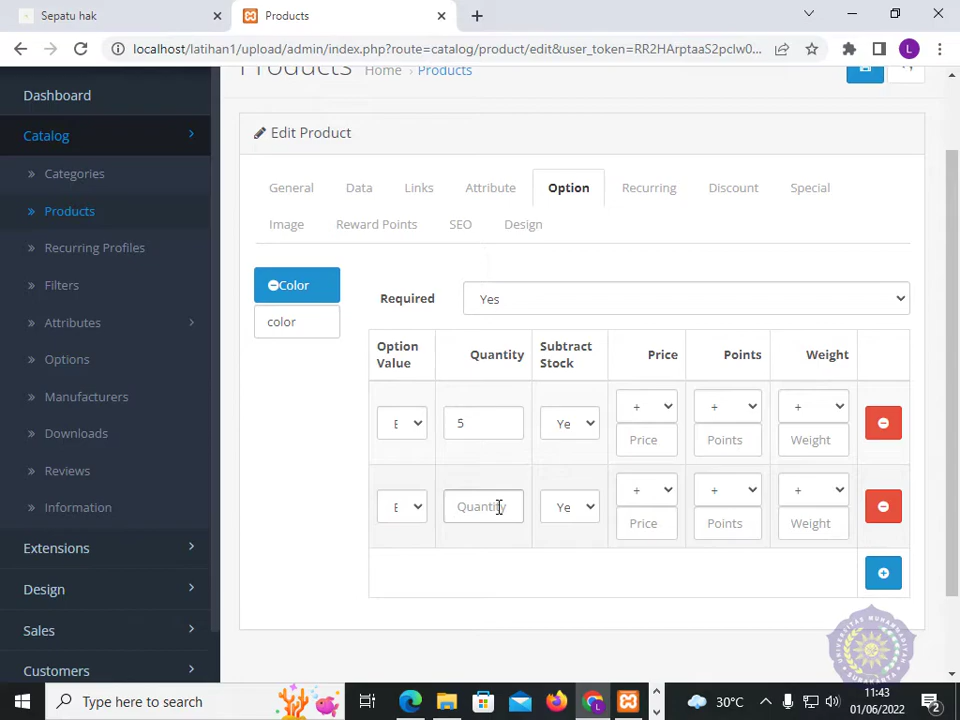 Sepatu hak
Products
localhost/latihan1/upload/admin/index.php?route=catalog/product/edit&user_token=RR2HArptaaS2pclw0...
L
Products
Home
Products
Dashboard
Catalog
Categories
Products
Recurring Profiles
Filters
Attributes
Options
Manufacturers
Downloads
Reviews
Information
Extensions
Design
Sales
Customers
Edit Product
General
Data
Links
Attribute
Option
Recurring
Discount
Special
Image
Reward Points
SEO
Design
Color
color
Required
Yes
Option Value
Quantity
Subtract Stock
Price
Points
Weight
5
Ye
+
+
+
Price
Points
Weight
Quantity
Ye
+
+
+
Price
Points
Weight
Type here to search
30°C
11:43
01/06/2022
2